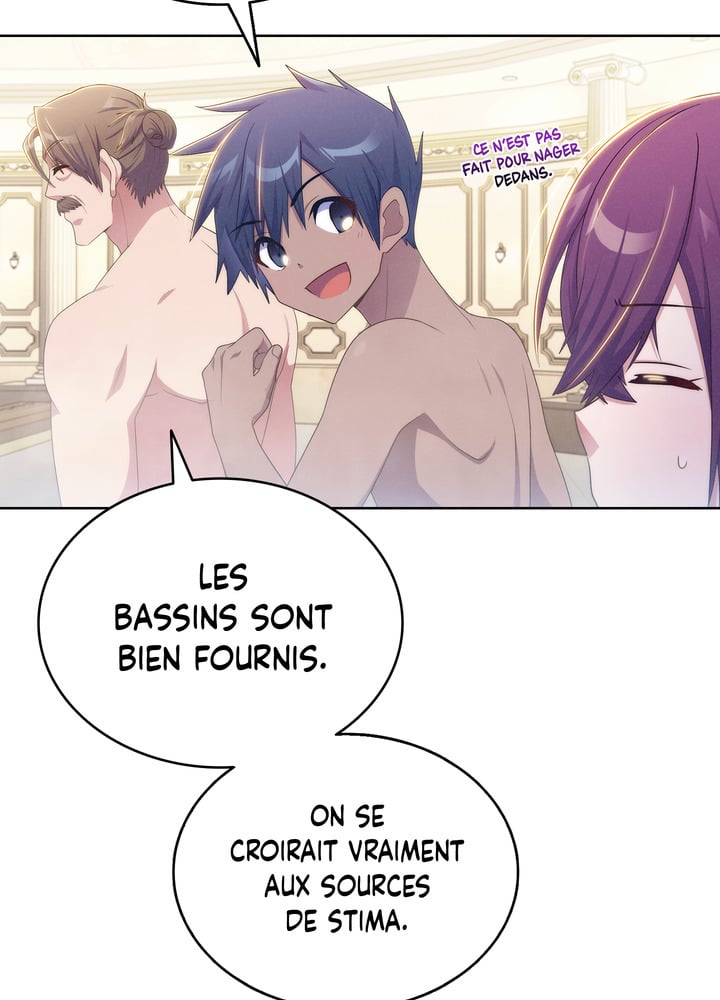 CE N'EST PAS
FAIT POUR NAGER
DEDANS.
LES
BASSINS SONT
BIEN FOURNIS.
ON SE
CROIRAIT VRAIMENT
AUX SOURCES
DE STIMA.